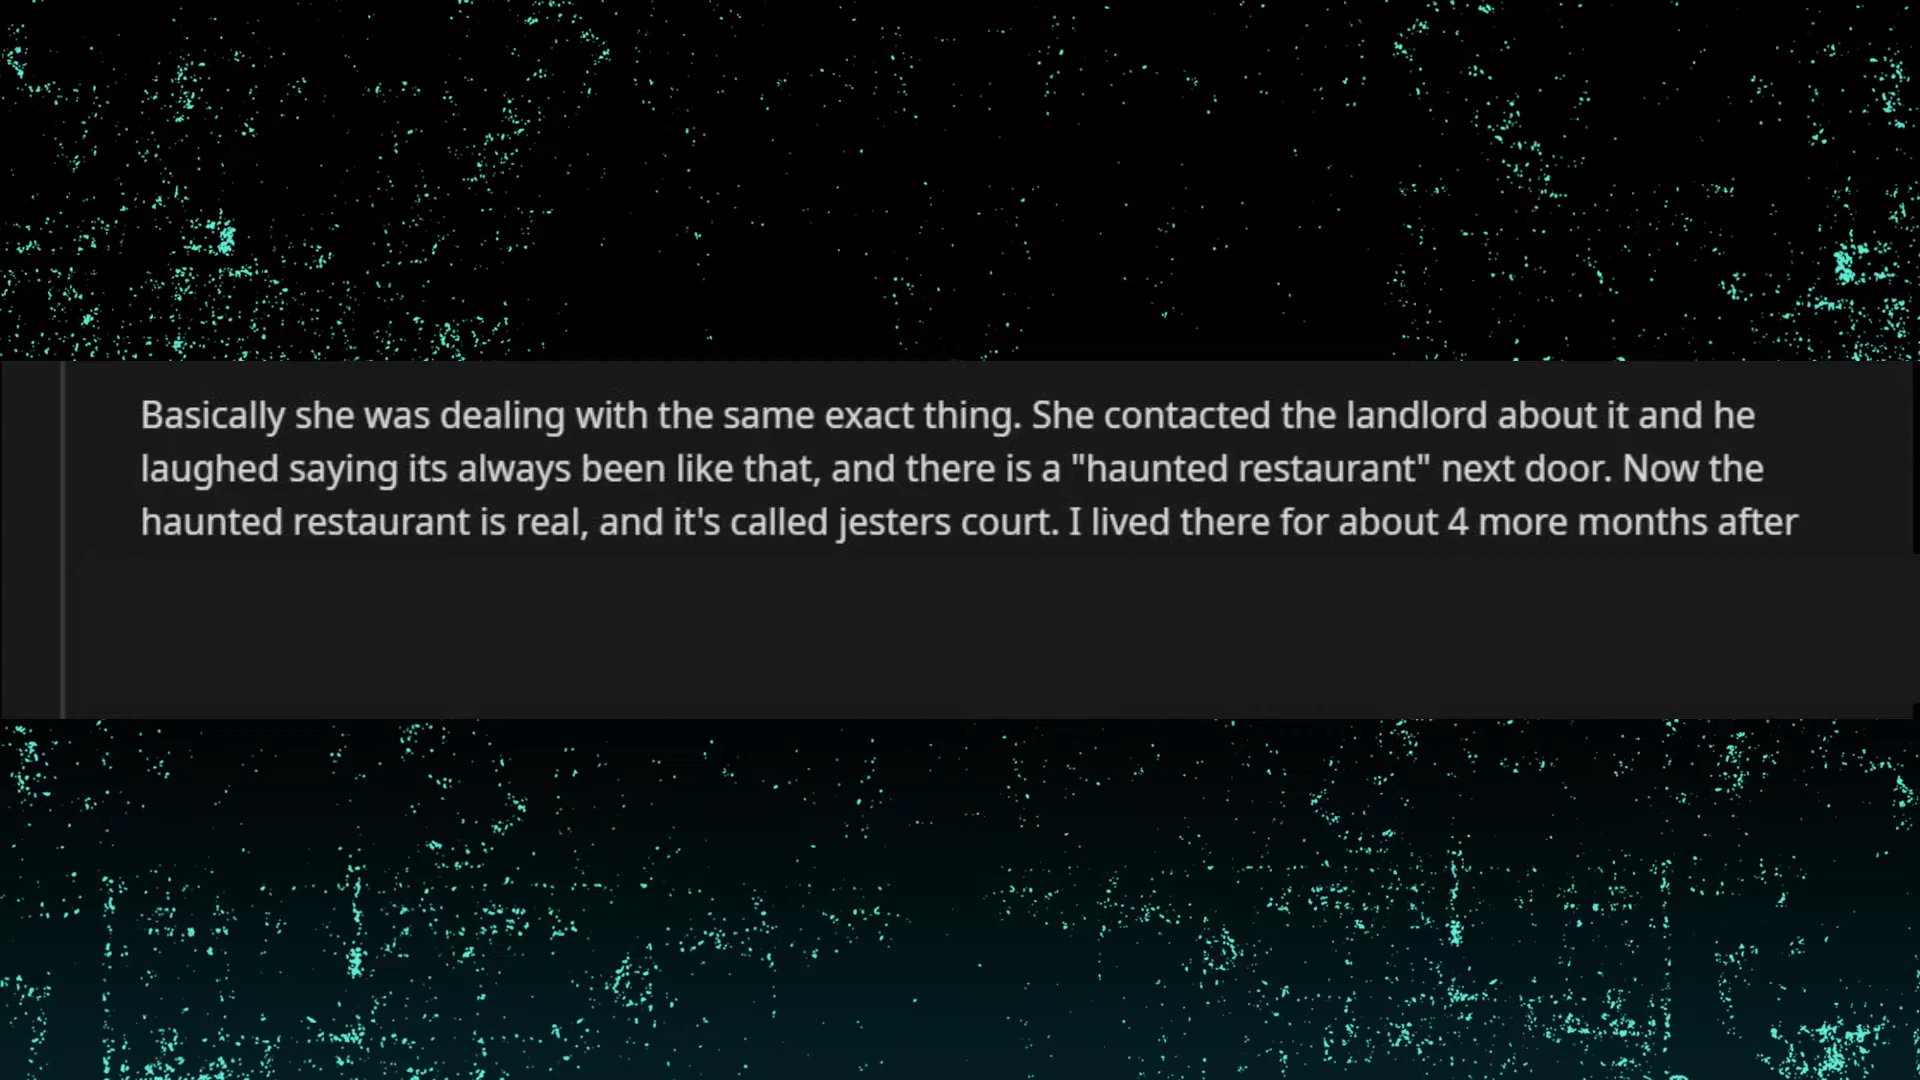 Basically she was dealing with the same exact thing. She contacted the landlord about it and he
laughed saying its always been like that, and there is a "haunted restaurant" next door. Now the
haunted restaurant is real, and it's called jesters court. I lived there for about 4 more months after